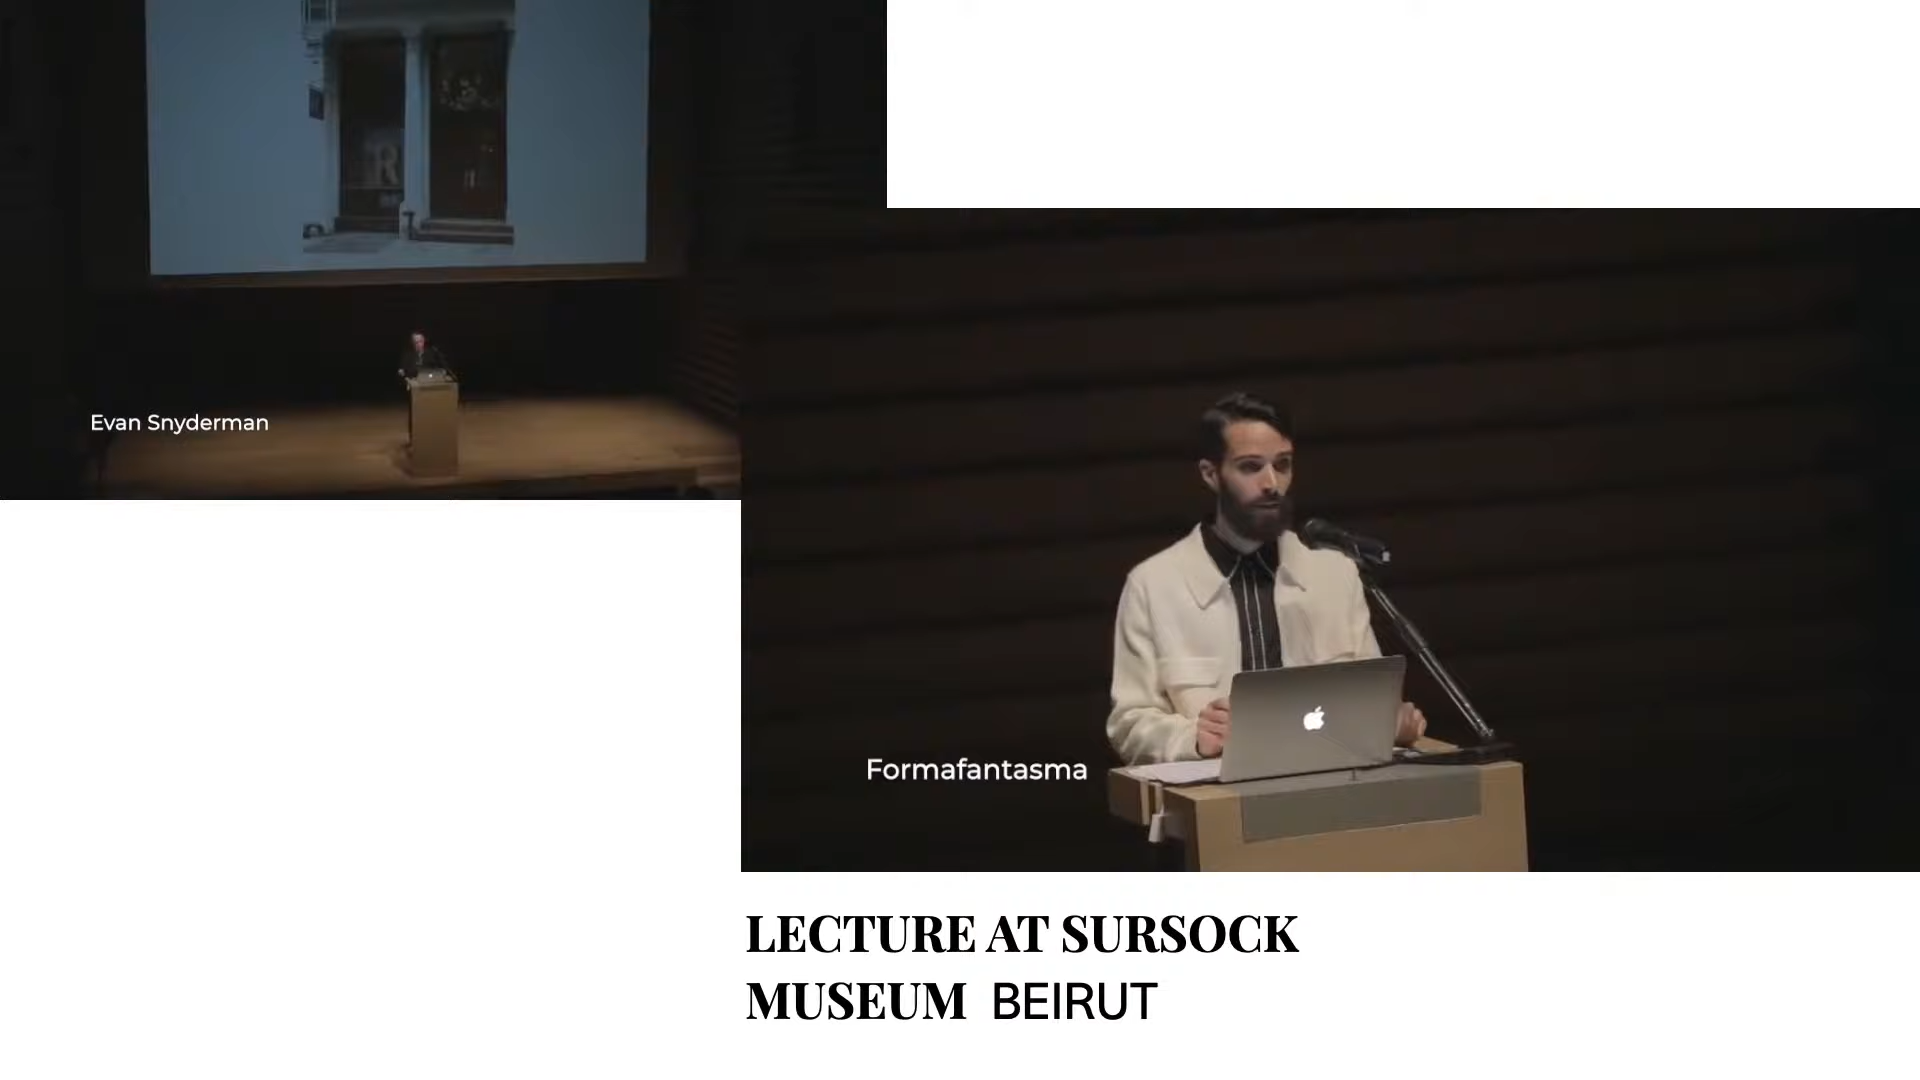 R
Evan Snyderman
Formafantasma
LECTURE AT SURSOCK
MUSEUM BEIRUT